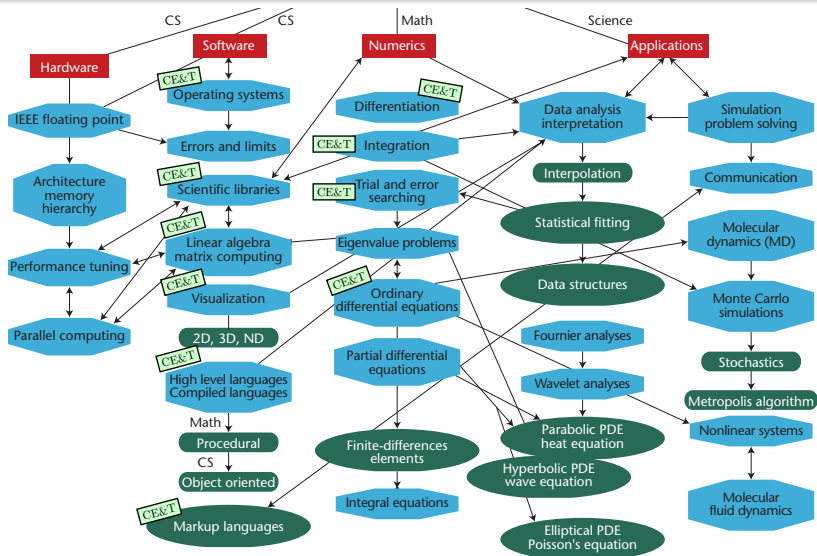 CS
CS
Math
Science
Hardware
Software
Numerics
Applications
CE&T
Operating systems
CE&T
Differentiation
IEEE floating point
Data analysis
interpretation
Simulation
problem solving
Errors and limits
CE&T
Integration
Interpolation
Communication
Architecture
memory
hierarchy
CE&T
Scientific libraries
CE&T
Trial and error
searching
Statistical fitting
CE&T
Linear algebra
matrix computing
Eigenvalue problems
Molecular
dynamics (MD)
Performance tuning
CE&T
Visualization
CE&T
Ordinary
differential equations
Data structures
Monte Carrlo
simulations
Parallel computing
2D, 3D, ND
Fournier analyses
Partial differential
equations
Stochastics
CE&T
High level languages
Compiled languages
Wavelet analyses
Metropolis algorithm
Math
Procedural
Finite-differences
elements
Parabolic PDE
heat equation
Nonlinear systems
CS
Object oriented
Hyperbolic PDE
wave equation
Integral equations
Molecular
fluid dynamics
CE&T
Markup languages
Elliptical PDE
Poisson's equation